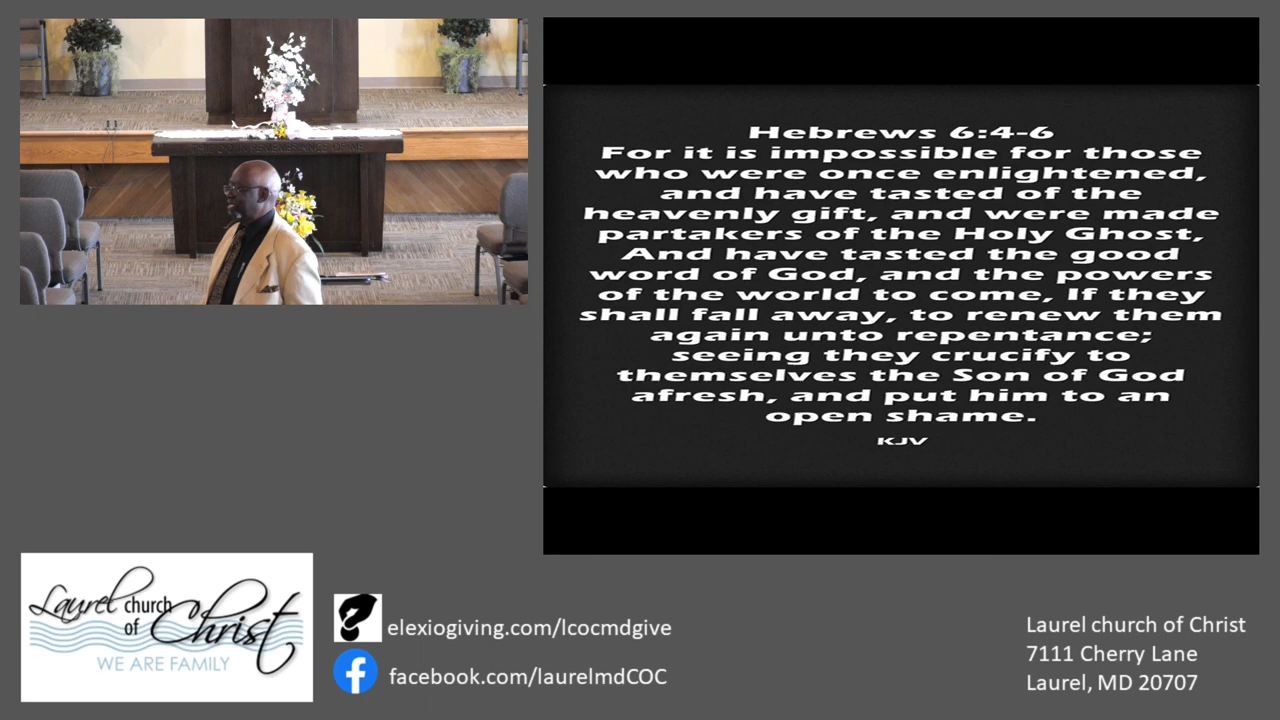 Hebrews 6:4-6
For it is impossible for those
who were once enlightened,
and have tasted of the
heavenly gift, and were made
partakers of the Holy Ghost,
And have tasted the good
word of God, and the powers
of the world to come, If they
shall fall away, to renew them
again unto repentance;
seeing they crucify to
themselves the Son of God
afresh, and put him to an
open shame.
KJV
Laurel church
of Christ
WE ARE FAMILY
elexiogiving.com/lcocmdgive
facebook.com/laurelmdCOC
Laurel church of Christ
7111 Cherry Lane
Laurel, MD 20707